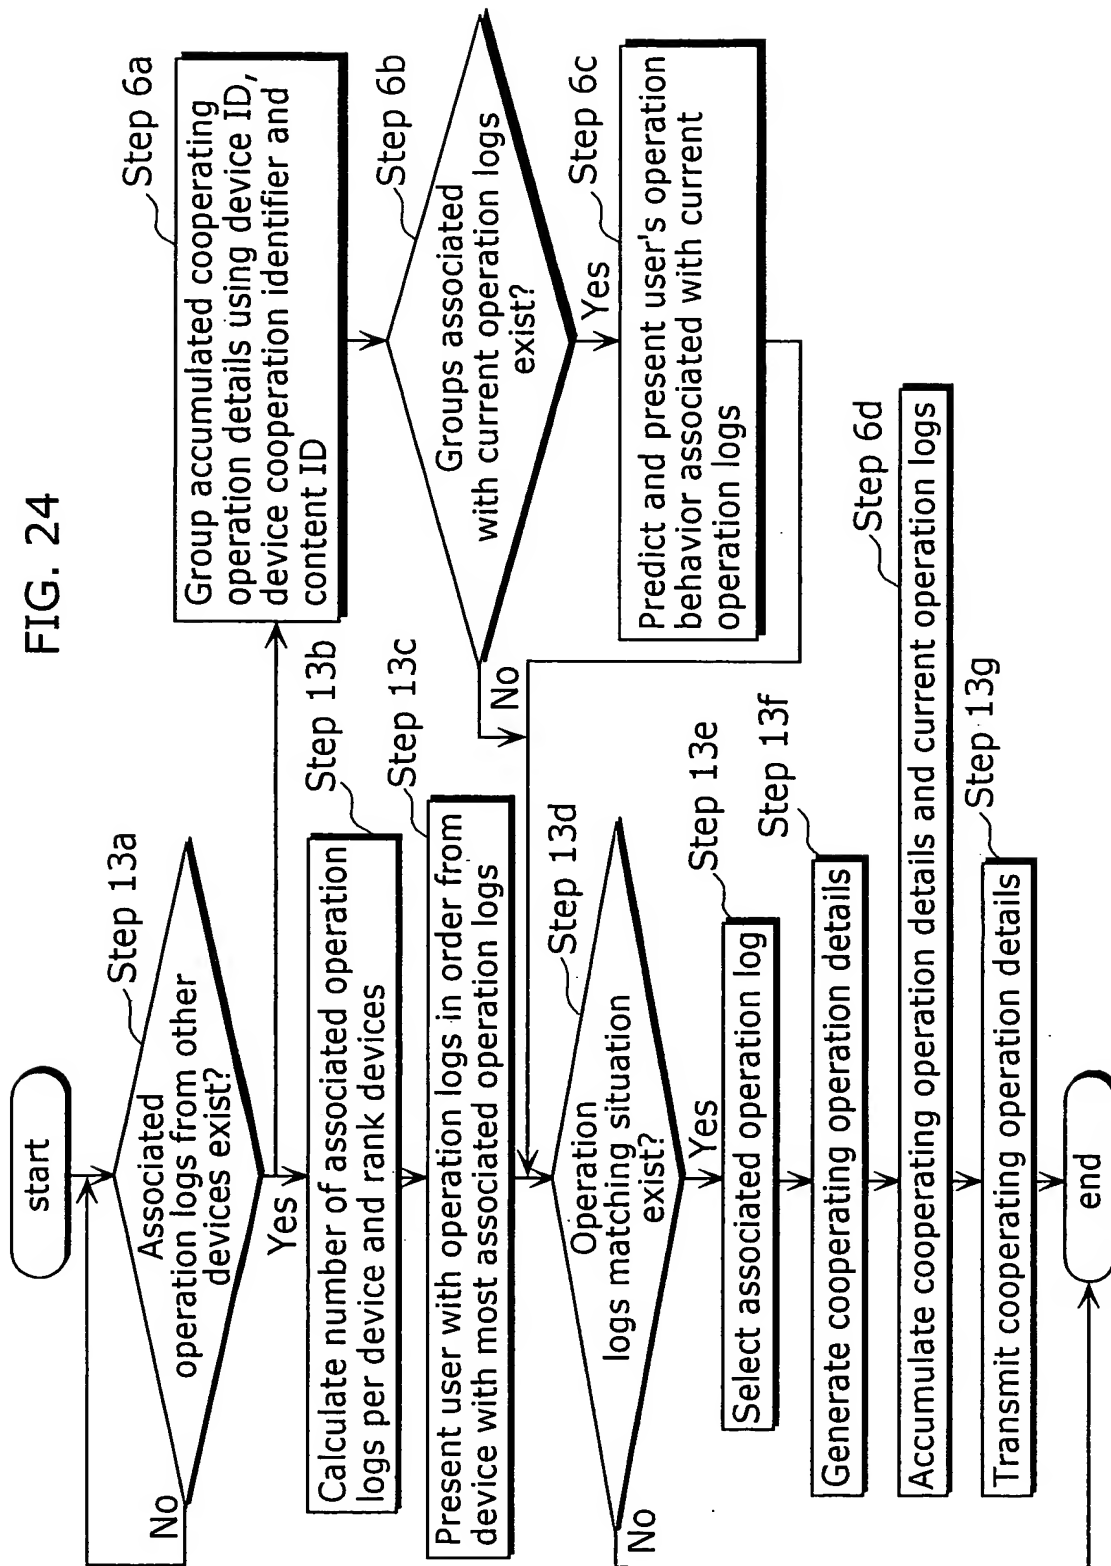 FIG. 24
start
Step 13a
Associated
operation logs from other
devices exist?
No
Yes
Step 13b
Calculate number of associated operation
logs per device and rank devices
Step 13c
Present user with operation logs in order from
device with most associated operation logs
Step 6a
Group accumulated cooperating
operation details using device ID,
device cooperation identifier and
content ID
Step 6b
Groups associated
with current operation logs
exist?
No
Yes
Step 6c
Predict and present user's operation
behavior associated with current
operation logs
Step 13d
Operation
logs matching situation
exist?
No
Yes
Step 13e
Select associated operation log
Step 13f
Generate cooperating operation details
Step 6d
Accumulate cooperating operation details and current operation logs
Step 13g
Transmit cooperating operation details
end